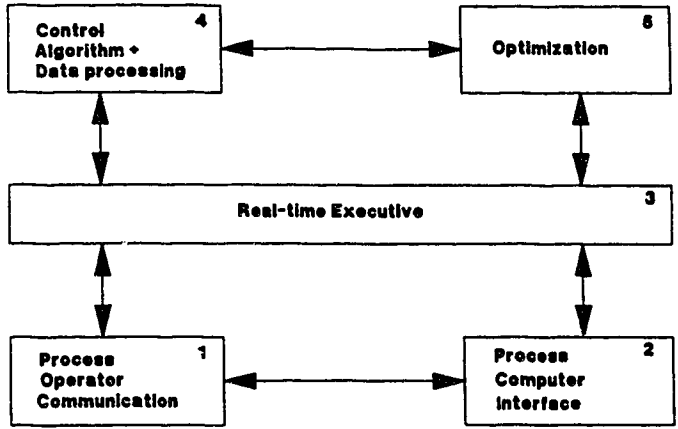 Control 4
Algorithm +
Data processing
5
Optimization
Real-time Executive 3
Process 1
Operator
Communication
Process 2
Computer
Interface